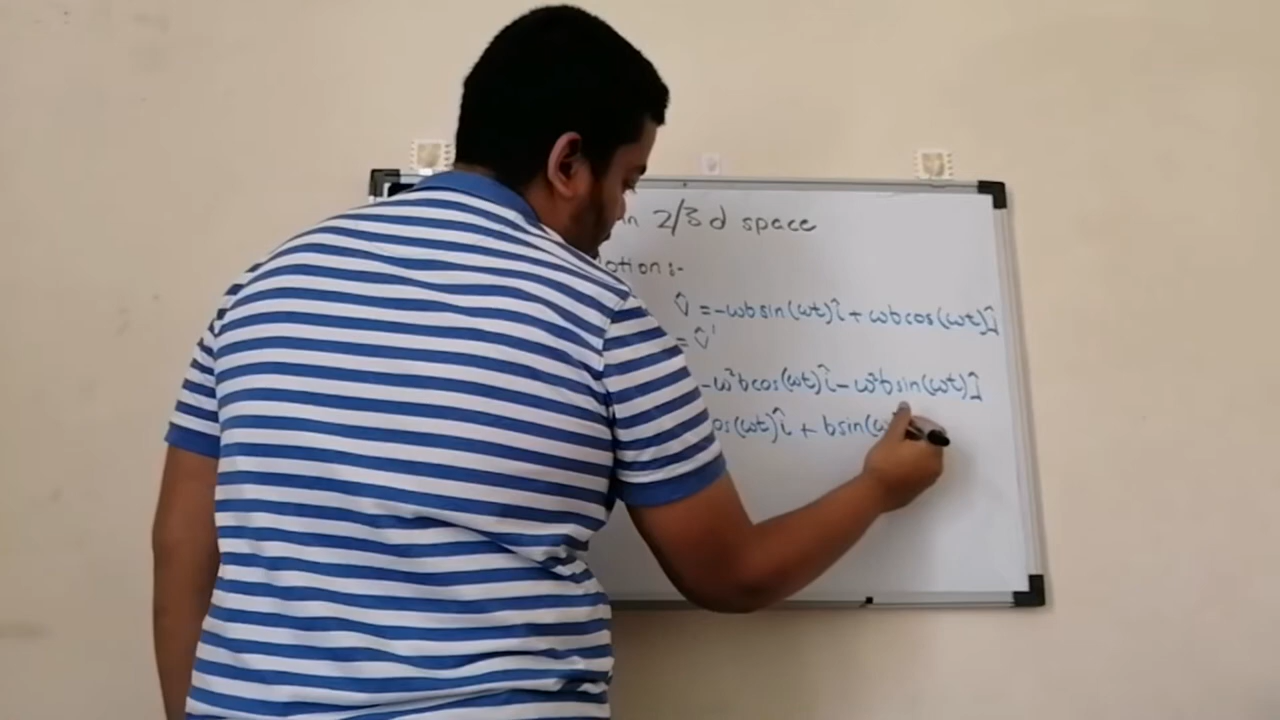 in 2/3 d space
otion:-
v̂ = -ωb sin(ωt)î + ωb cos(ωt)ĵ
= v̂'
-ω²b cos(ωt)î - ω²b sin(ωt)ĵ
os(ωt)î + b sin(ω